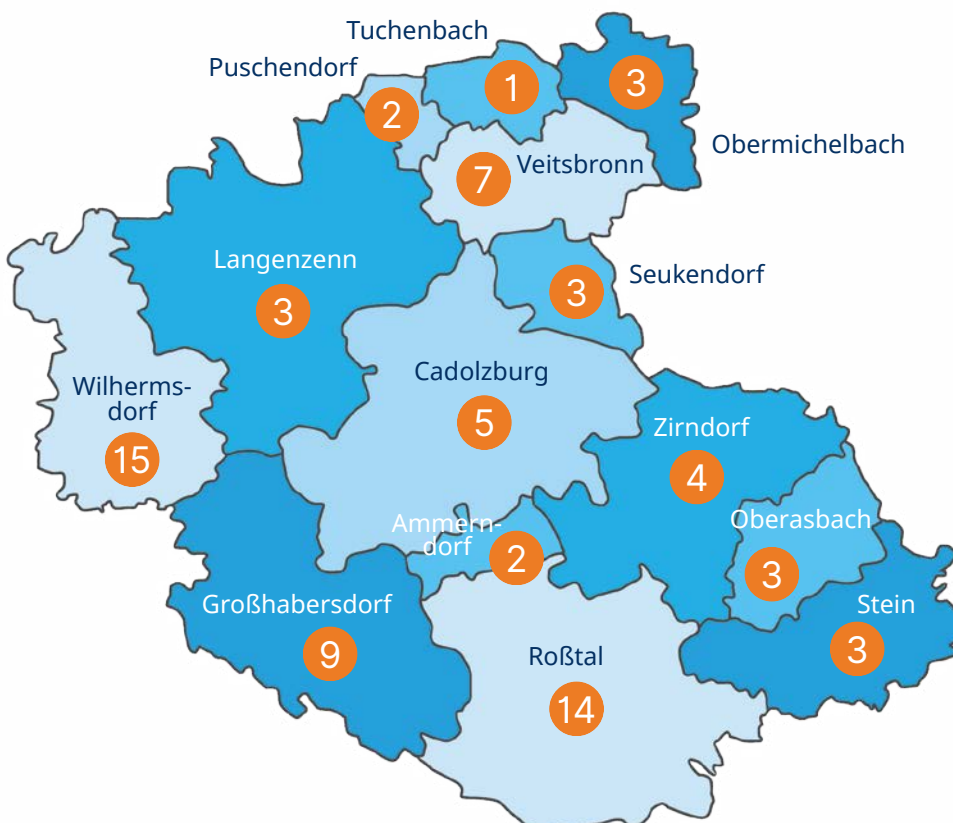 Tuchenbach
1
Puschendorf
2
3
Obermichelbach
7
Veitsbronn
Langenzenn
3
Seukendorf
3
Wilherms-
dorf
15
Cadolzburg
5
Zirndorf
4
Ammern-
dorf
2
Oberasbach
3
Großhabersdorf
9
Stein
3
Roßtal
14